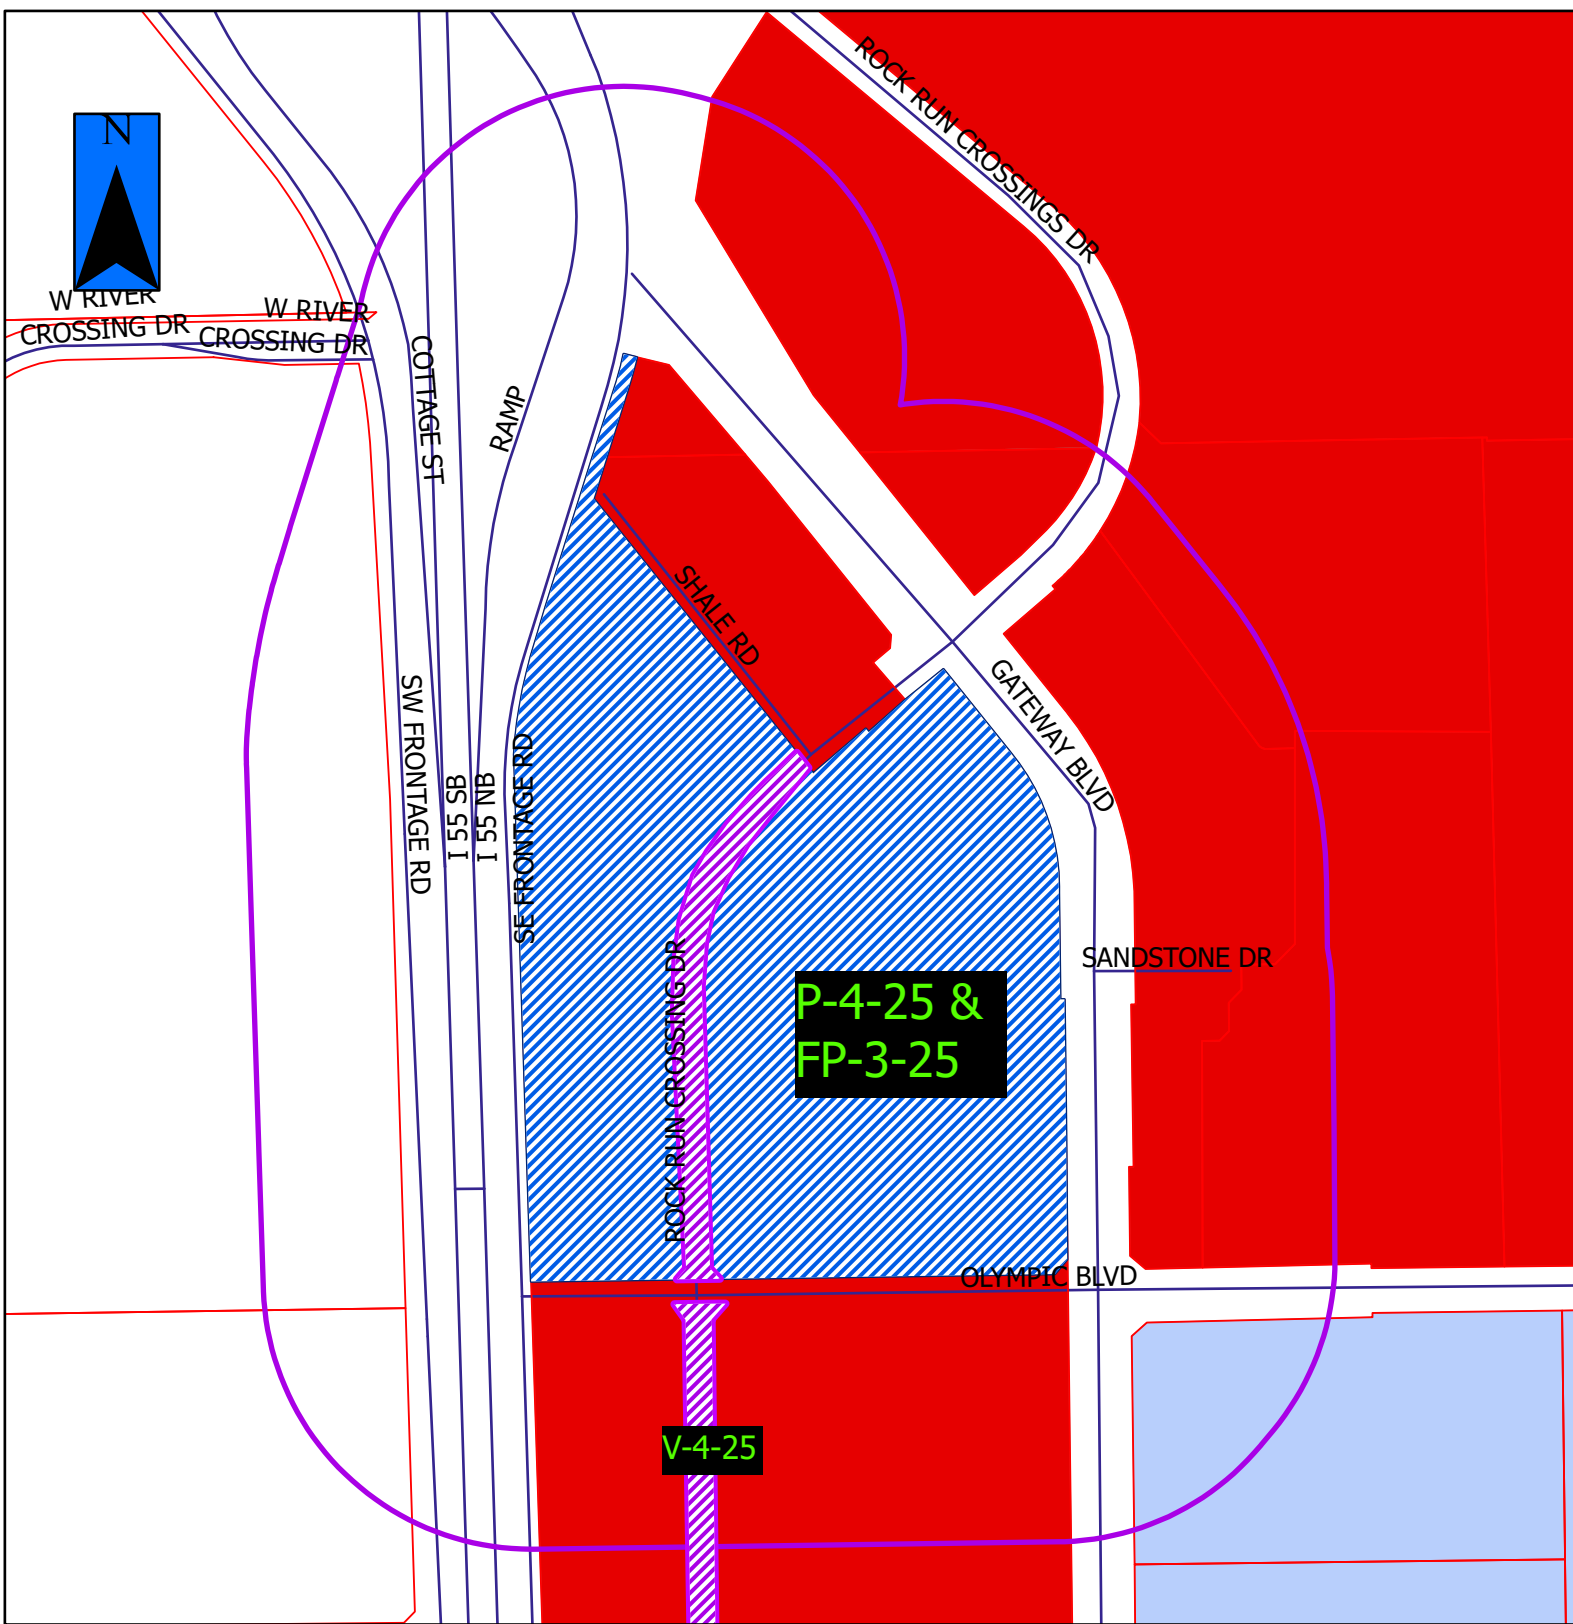 ROCK RUN CROSSINGS DR
N
W RIVER
CROSSING DR
W RIVER
CROSSING DR
COTTAGE ST
RAMP
SHALE RD
GATEWAY BLVD
SW FRONTAGE RD
I 55 SB
I 55 NB
SE FRONTAGE RD
ROCK RUN CROSSING DR
SANDSTONE DR
P-4-25 &
FP-3-25
OLYMPIC BLVD
V-4-25